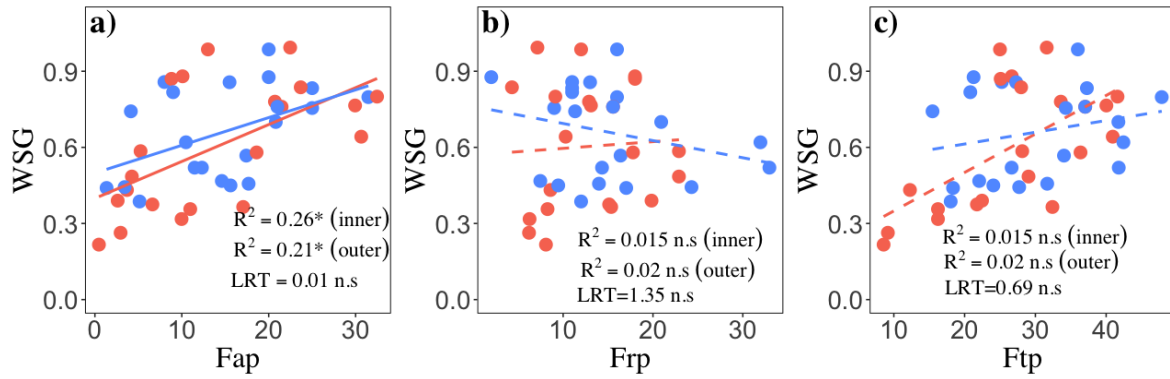 a)
WSG
0.9
0.6
0.3
0.0
R² = 0.26* (inner)
R² = 0.21* (outer)
LRT = 0.01 n.s
0 10 20 30
Fap
b)
WSG
0.9
0.6
0.3
0.0
R² = 0.015 n.s (inner)
R² = 0.02 n.s (outer)
LRT=1.35 n.s
10 20 30
Frp
c)
WSG
0.9
0.6
0.3
0.0
R² = 0.015 n.s (inner)
R² = 0.02 n.s (outer)
LRT=0.69 n.s
10 20 30 40
Ftp